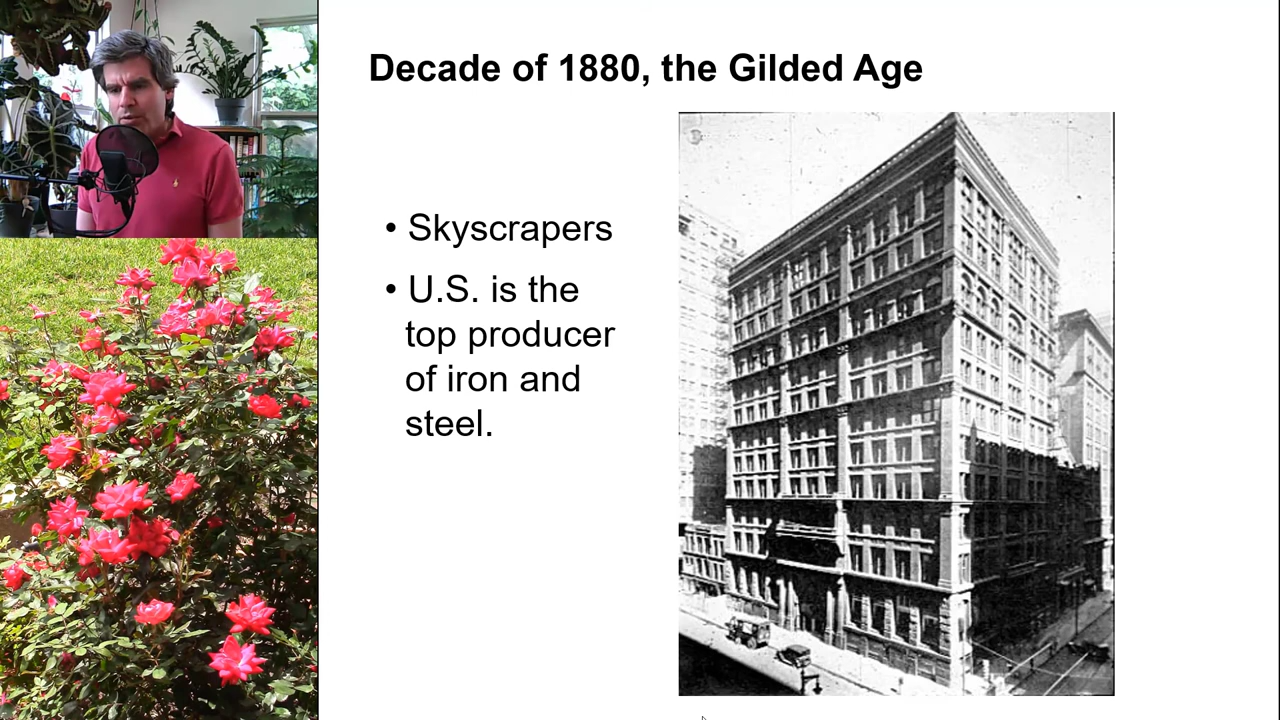 Decade of 1880, the Gilded Age
• Skyscrapers
• U.S. is the
top producer
of iron and
steel.